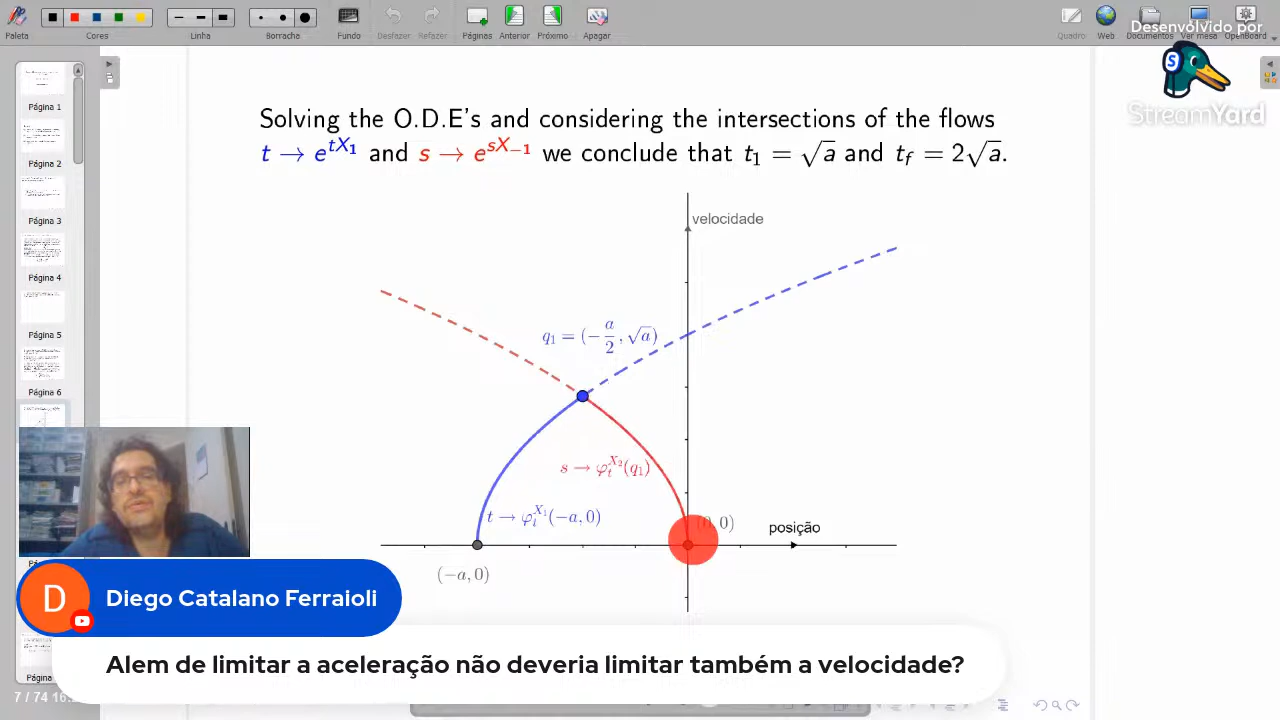 Paleta Cores Linha Borracha Fundo Desfazer Refazer Páginas Anterior Próximo Apagar Quadro Web Documentos Ver mesa OpenBoard
Desenvolvido por
S
StreamYard
Página 1
Página 2
Página 3
Página 4
Página 5
Página 6
Página
7 / 74
Solving the O.D.E's and considering the intersections of the flows
t → e^{tX_1} and s → e^{sX_{-1}} we conclude that t_1 = √a and t_f = 2√a.
velocidade
q_1 = (-a/2, √a)
s → φ_t^{X_2}(q_1)
t → φ_t^{X_1}(-a, 0)
(0, 0)
posição
(-a, 0)
D
Diego Catalano Ferraioli
Alem de limitar a aceleração não deveria limitar também a velocidade?